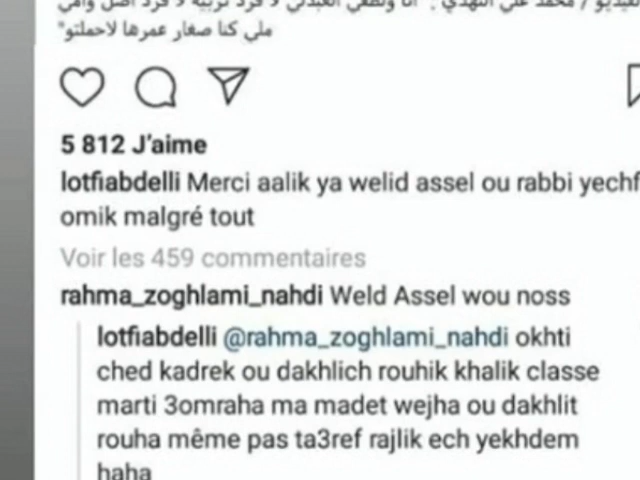 ملي كنا صغار عمرها لاحملتو"
5 812 J'aime
lotfiabdelli Merci aalik ya welid assel ou rabbi yechf
omik malgré tout
Voir les 459 commentaires
rahma_zoghlami_nahdi Weld Assel wou noss
lotfiabdelli @rahma_zoghlami_nahdi okhti
ched kadrek ou dakhlich rouhik khalik classe
marti 3omraha ma madet wejha ou dakhlit
rouha même pas ta3ref rajlik ech yekhdem
haha